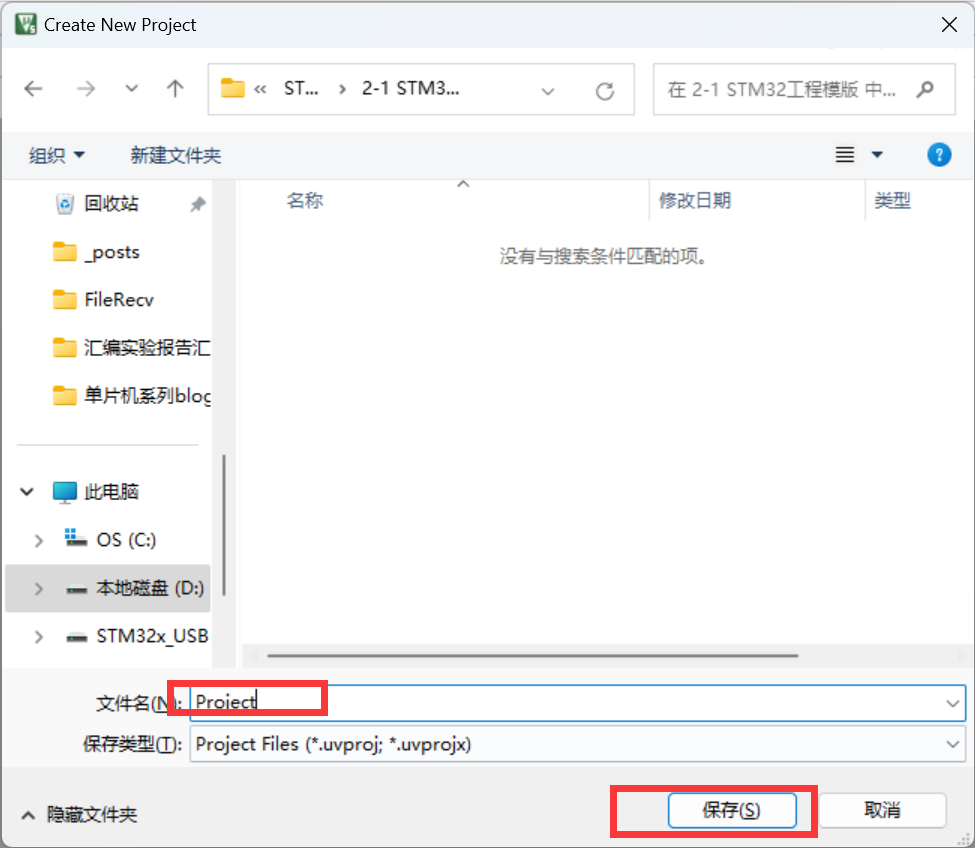 Create New Project
« ST... › 2-1 STM3...
在 2-1 STM32工程模版 中...
组织 新建文件夹
名称 修改日期 类型
没有与搜索条件匹配的项。
回收站
_posts
FileRecv
汇编实验报告汇
单片机系列blog
此电脑
OS (C:)
本地磁盘 (D:)
STM32x_USB
文件名(N): Project
保存类型(T): Project Files (*.uvproj; *.uvprojx)
隐藏文件夹 保存(S) 取消